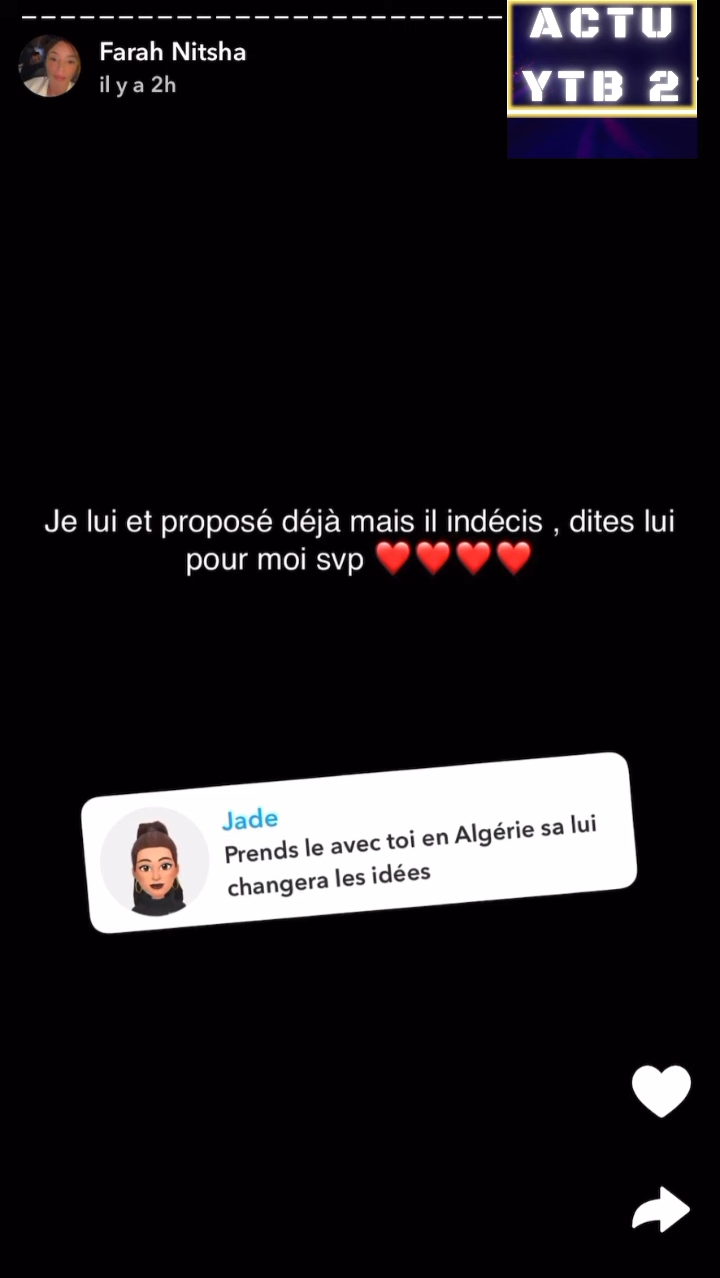 Farah Nitsha
il y a 2h
ACTU
YTB 2
Je lui et proposé déjà mais il indécis , dites lui
pour moi svp ❤️❤️❤️❤️
Jade
Prends le avec toi en Algérie sa lui
changera les idées